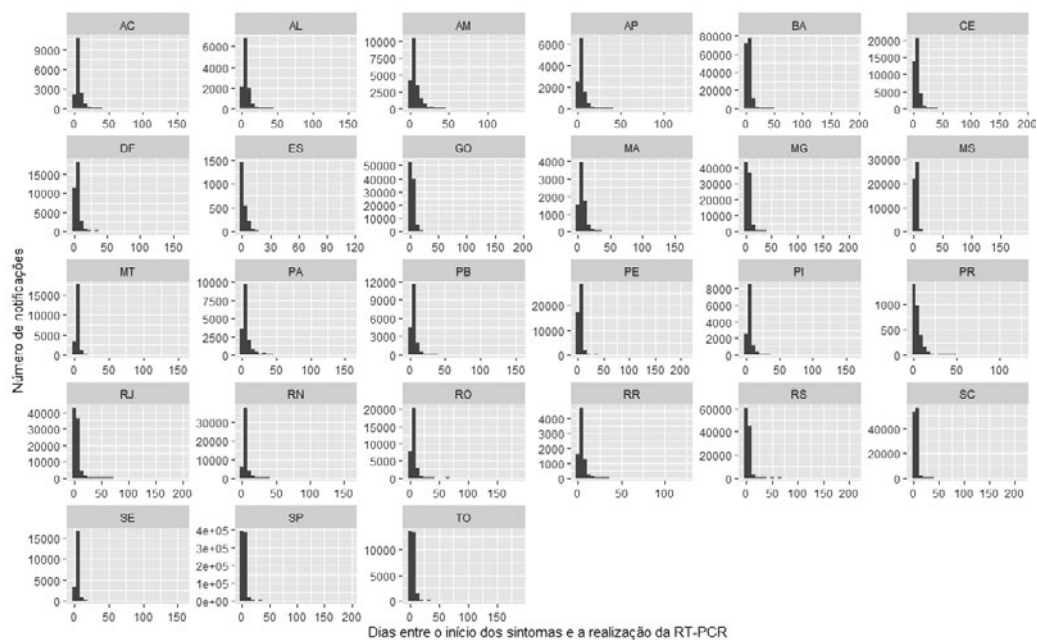 AC AL AM AP BA CE
9000 6000 3000 0
0 50 100 150
6000 4000 2000 0
0 50 100 150
10000 7500 5000 2500 0
0 50 100
6000 4000 2000 0
0 50 100
80000 60000 40000 20000 0
0 50 100 150 200
20000 15000 10000 5000 0
0 50 100 150 200
DF ES GO MA MG MS
15000 10000 5000 0
0 50 100 150
1500 1000 500 0
0 30 60 90 120
50000 40000 30000 20000 10000 0
0 50 100 150 200
4000 3000 2000 1000 0
0 50 100 150
40000 30000 20000 10000 0
0 50 100 150 200
30000 20000 10000 0
0 50 100 150
MT PA PB PE PI PR
15000 10000 5000 0
0 50 100 150
10000 7500 5000 2500 0
0 50 100 150
12000 9000 6000 3000 0
0 50 100 150
20000 10000 0
0 50 100 150 200
8000 6000 4000 2000 0
0 50 100 150
1000 500 0
0 50 100
RJ RN RO RR RS SC
40000 30000 20000 10000 0
0 50 100 150 200
30000 20000 10000 0
0 50 100 150
20000 15000 10000 5000 0
0 50 100 150
4000 3000 2000 1000 0
0 50 100
60000 40000 20000 0
0 50 100 150 200
40000 20000 0
0 50 100 150 200
SE SP TO
15000 10000 5000 0
0 50 100 150
4e+05 3e+05 2e+05 1e+05 0e+00
0 50 100 150 200
10000 5000 0
0 50 100 150
Número de notificações
Dias entre o início dos sintomas e a realização da RT-PCR